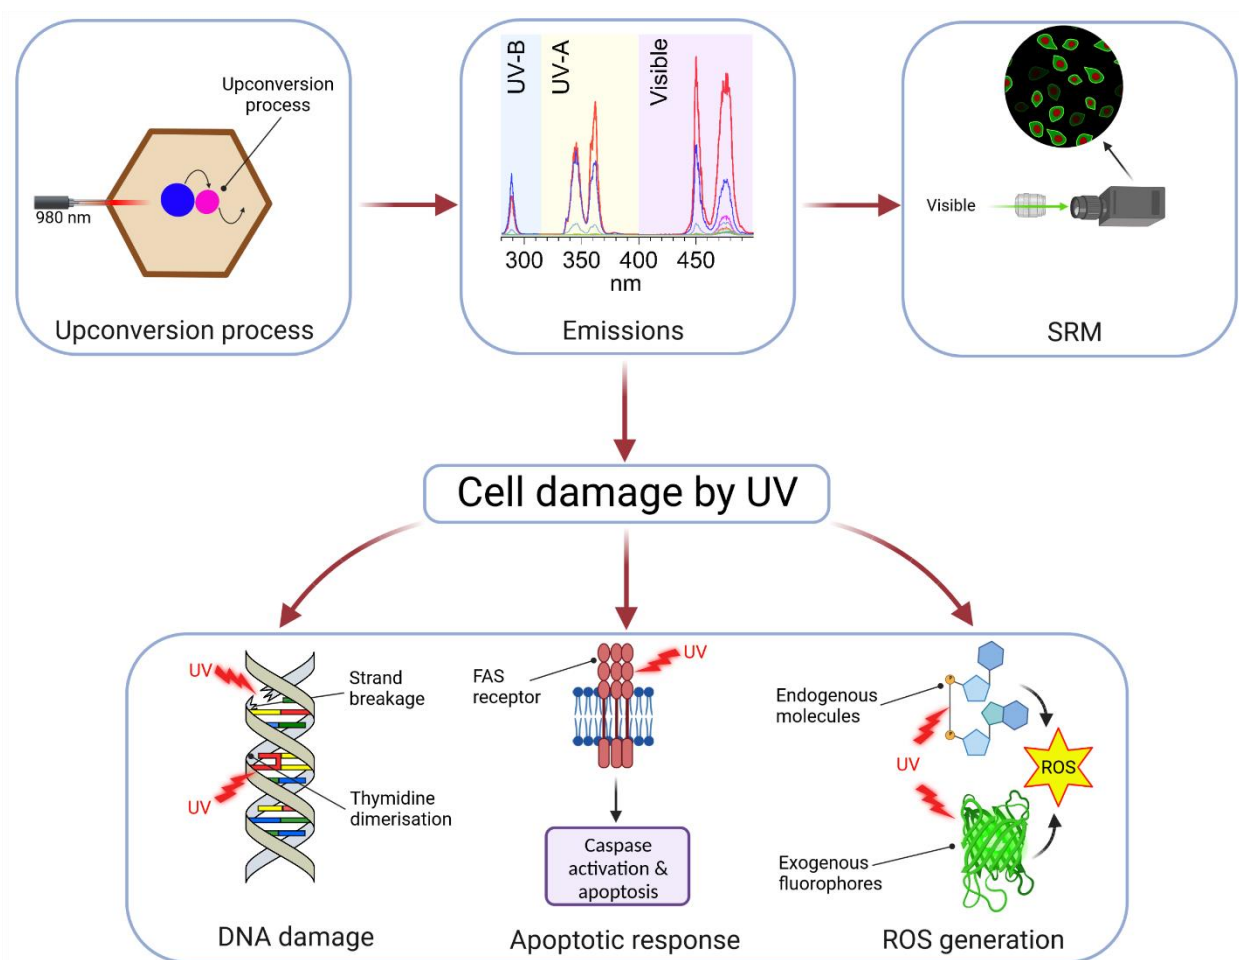 Upconversion
process
980 nm
Upconversion process
UV-B
UV-A
Visible
300
350
400
450
nm
Emissions
Visible
SRM
Cell damage by UV
UV
Strand
breakage
UV
Thymidine
dimerisation
DNA damage
FAS
receptor
UV
Caspase
activation &
apoptosis
Apoptotic response
Endogenous
molecules
P
P
UV
ROS
Exogenous
fluorophores
ROS generation